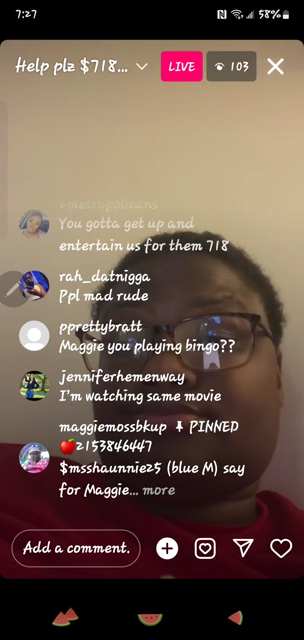 7:27
58%
Help plz $718...
LIVE
103
2metropolitans
You gotta get up and
entertain us for them 718
rah_datnigga
Ppl mad rude
pprettybratt
Maggie you playing bingo??
jenniferhemenway
I'm watching same movie
maggiemossbkup PINNED
🍎2153846447
$msshaunnie25 (blue M) say
for Maggie... more
Add a comment.